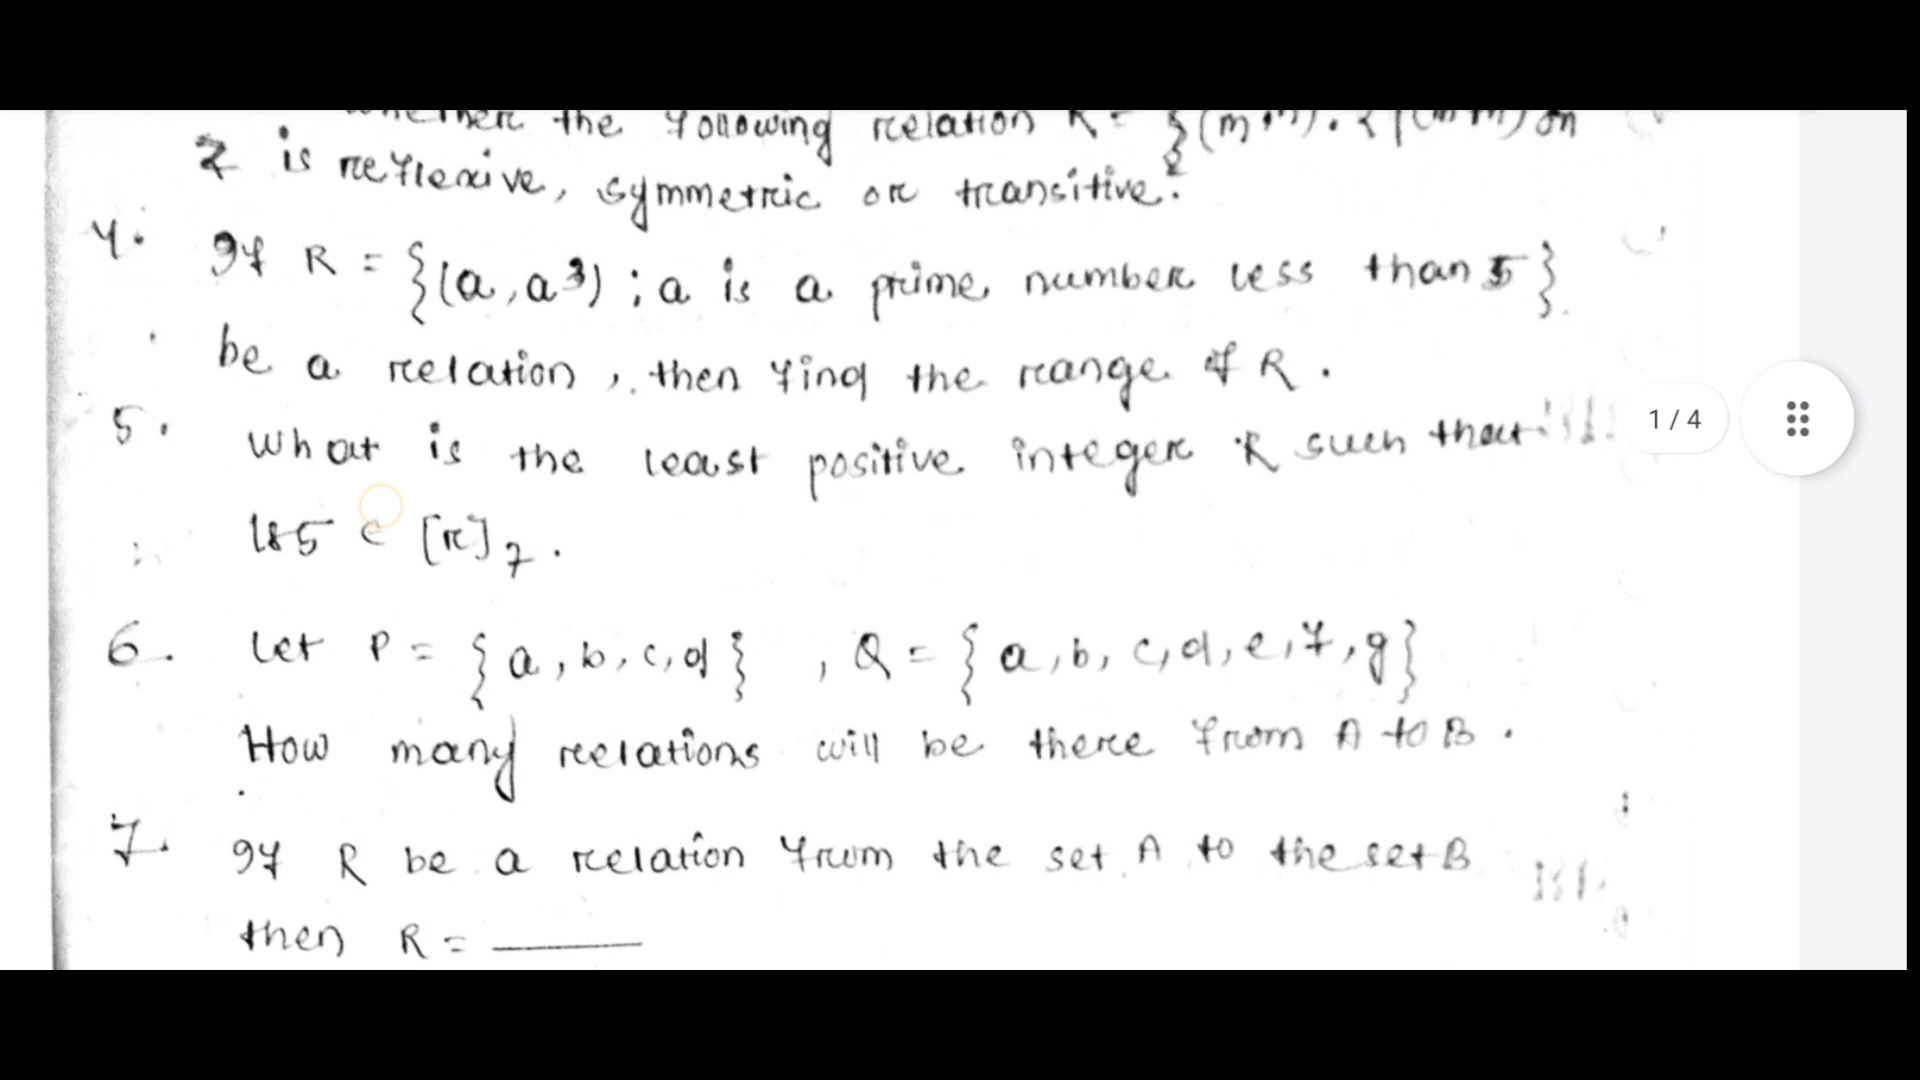 the following relation R = {(m
Z is reflexive, symmetric or transitive?
4. If R = {(a, a³) ; a is a prime number less than 5}
be a relation, then find the range of R.
5. What is the least positive integer R such that
185 ∈ [r]₇.
6. Let P = {a, b, c, d} , Q = {a, b, c, d, e, f, g}
How many relations will be there from A to B.
7. If R be a relation from the set A to the set B
then R = ______
1 / 4